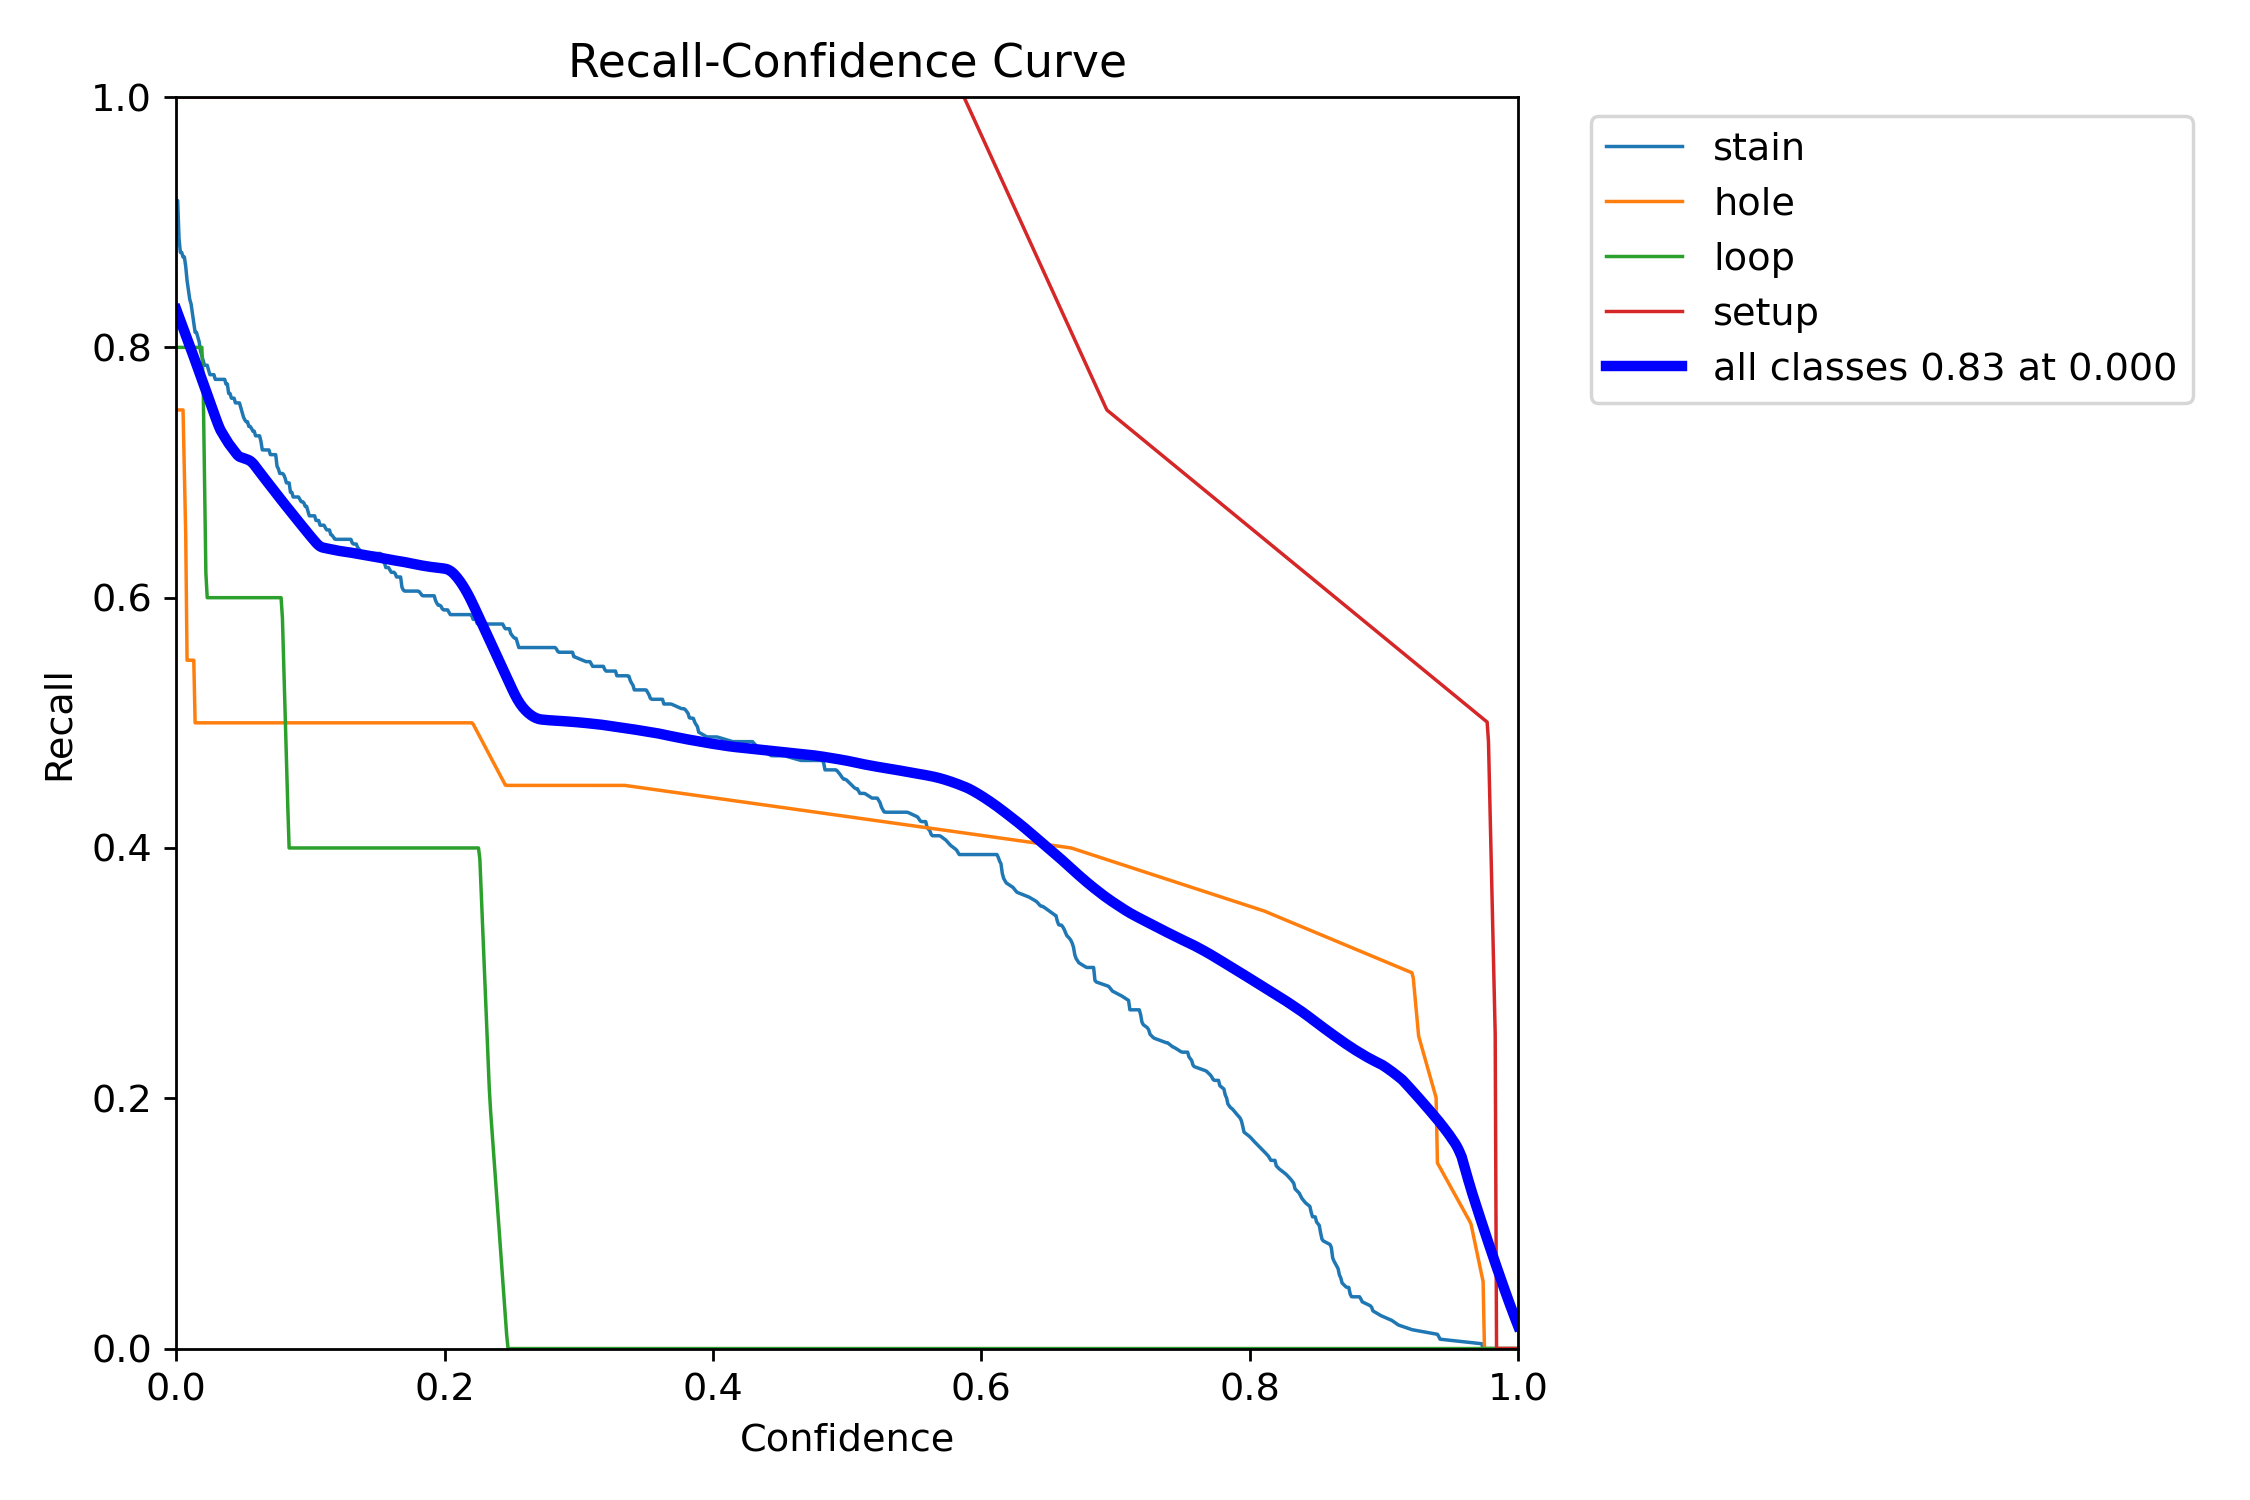 Recall-Confidence Curve
1.0
0.8
0.6
0.4
0.2
0.0
Recall
0.0 0.2 0.4 0.6 0.8 1.0
Confidence
stain
hole
loop
setup
all classes 0.83 at 0.000